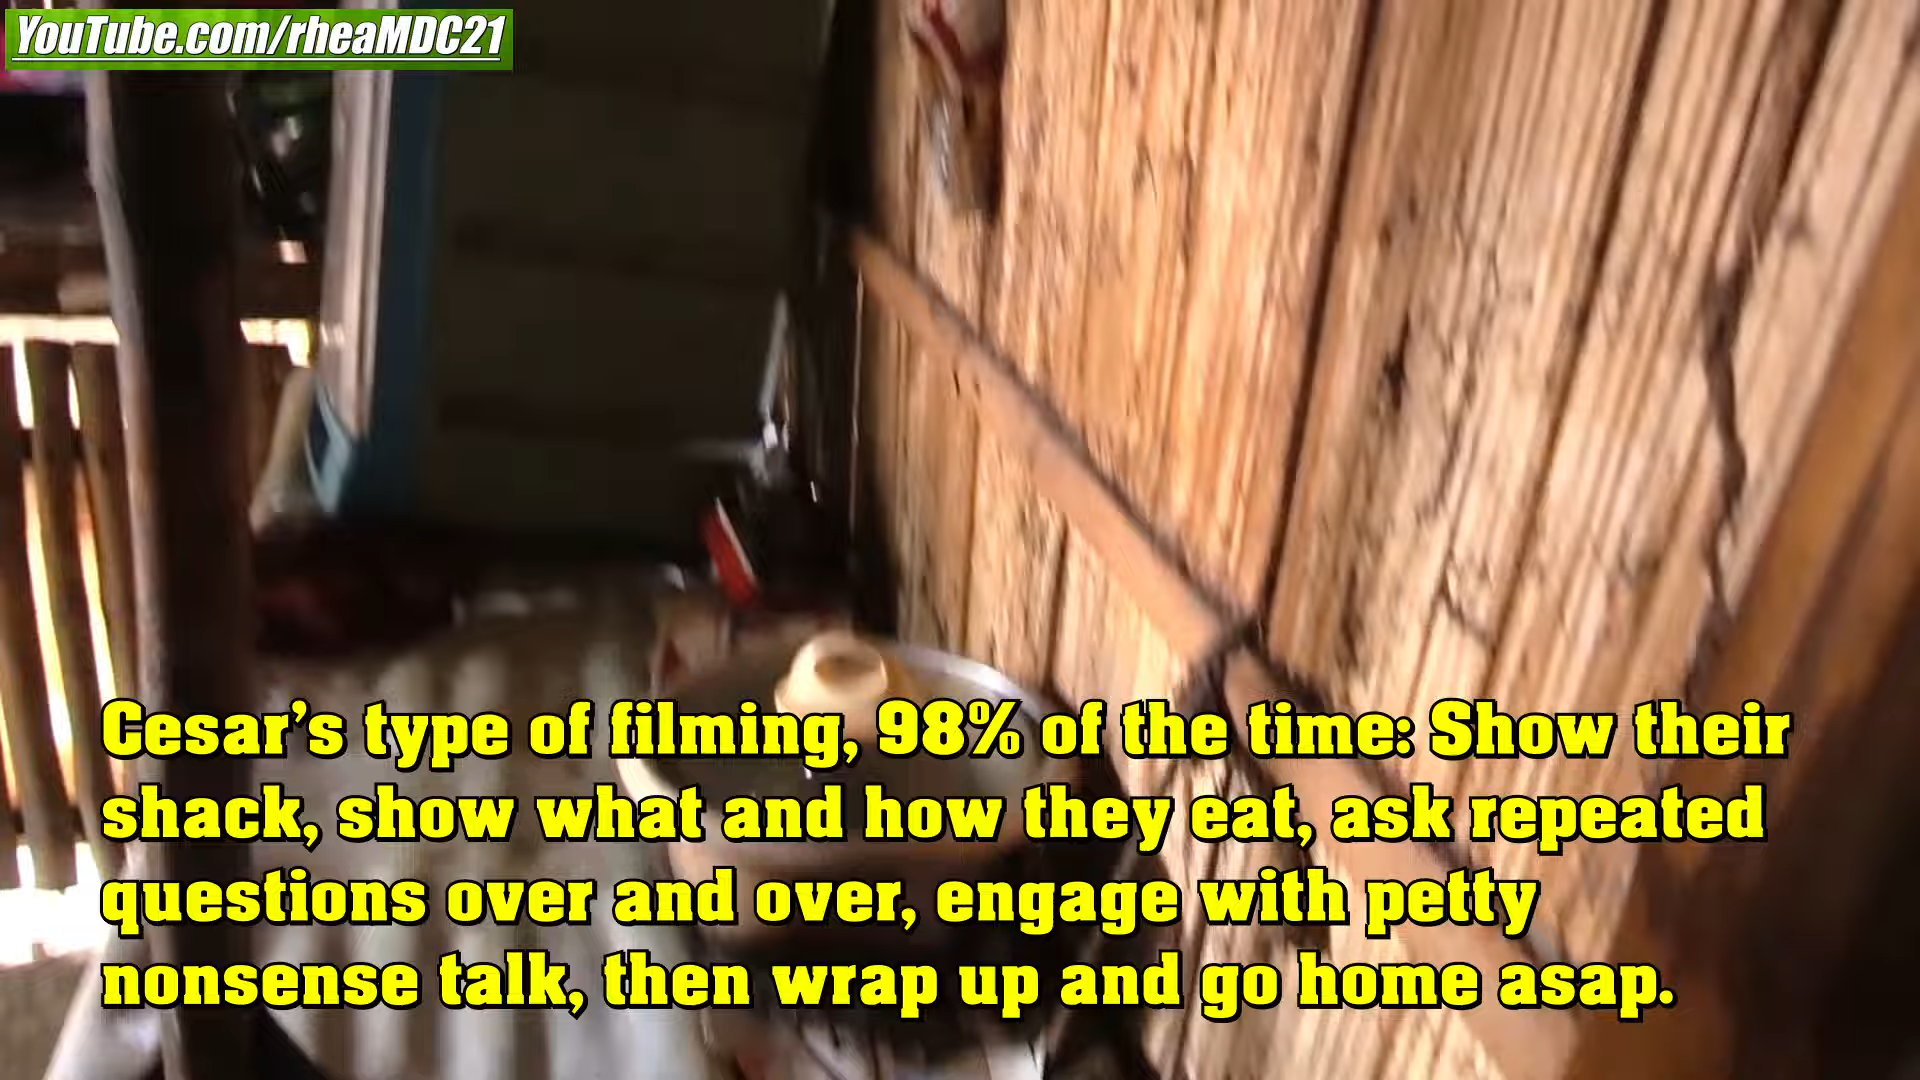 YouTube.com/rheaMDC21
Cesar's type of filming, 98% of the time: Show their
shack, show what and how they eat, ask repeated
questions over and over, engage with petty
nonsense talk, then wrap up and go home asap.